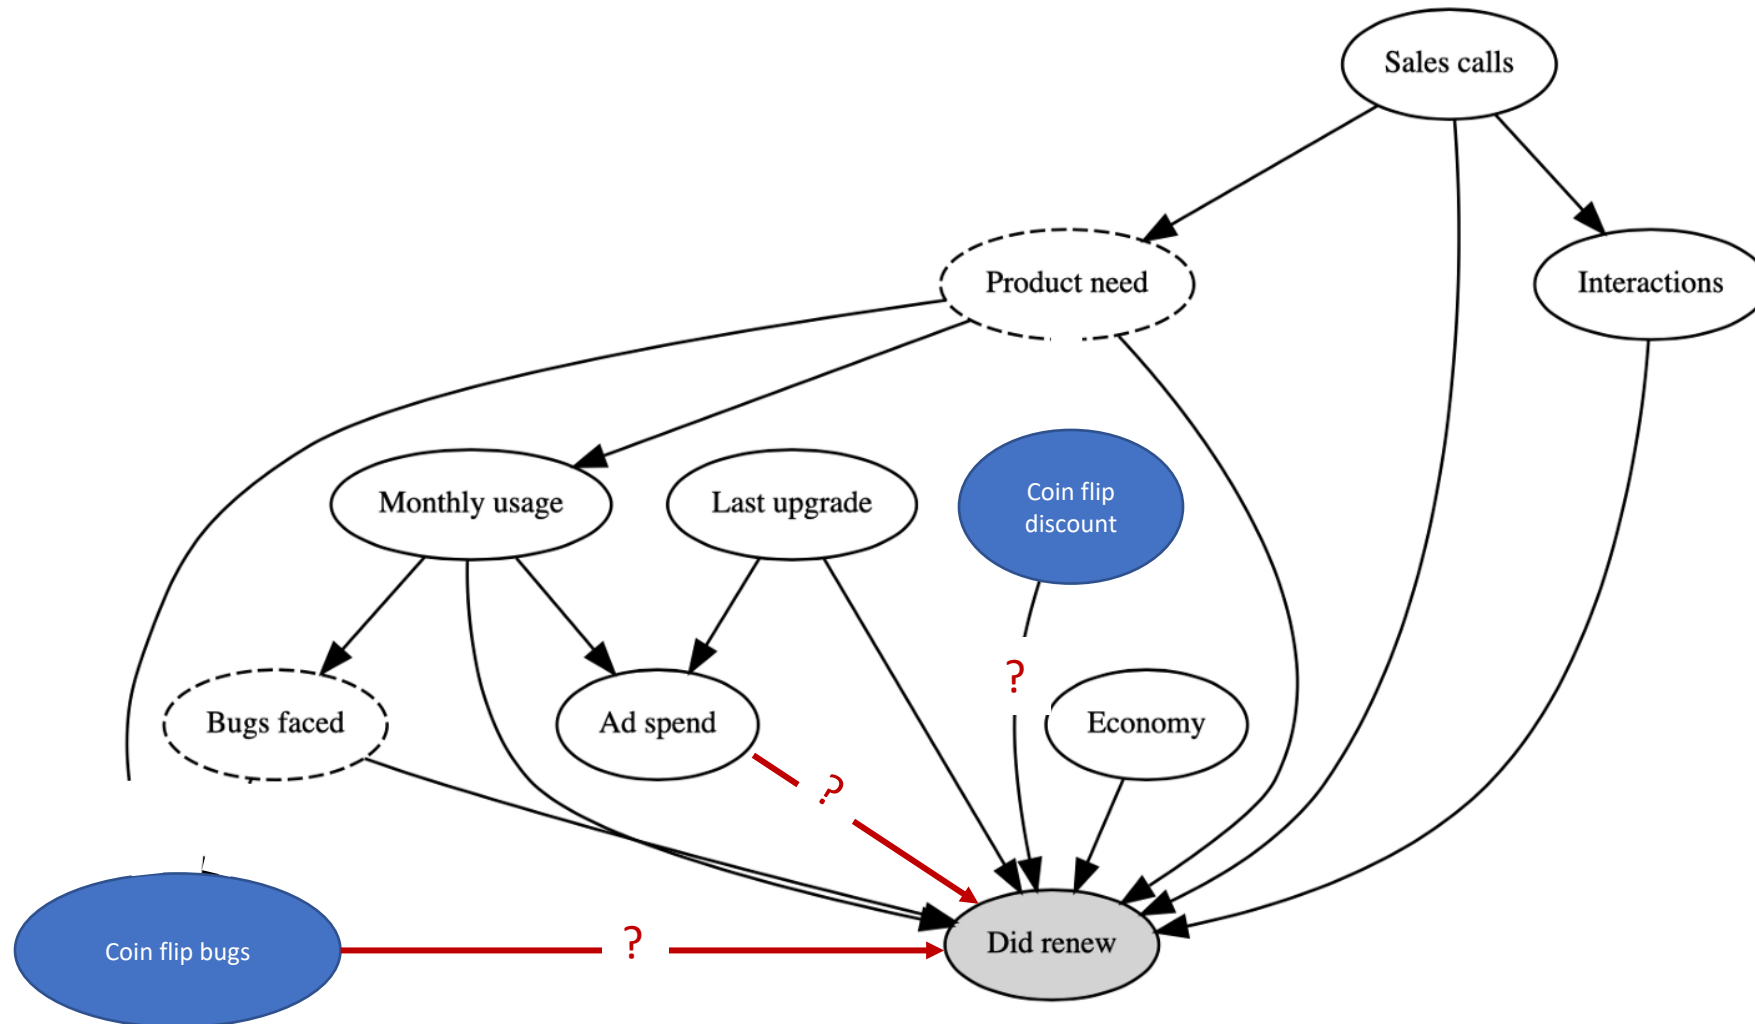 Sales calls
Product need
Interactions
Monthly usage
Last upgrade
Coin flip
discount
?
Bugs faced
Ad spend
Economy
?
Coin flip bugs
?
Did renew